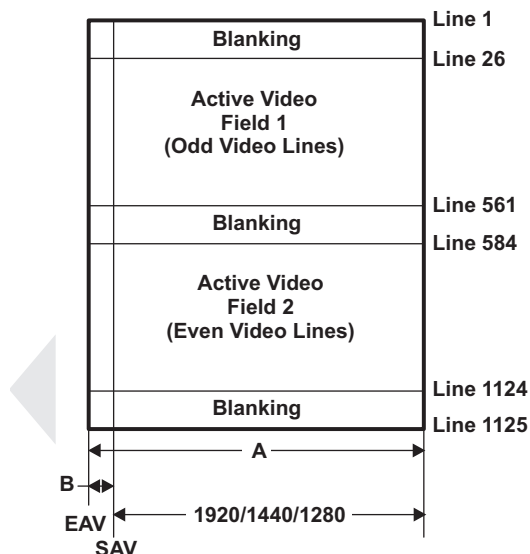 Line 1
Blanking
Line 26
Active Video
Field 1
(Odd Video Lines)
Line 561
Blanking
Line 584
Active Video
Field 2
(Even Video Lines)
Line 1124
Blanking
Line 1125
A
B
1920/1440/1280
EAV
SAV